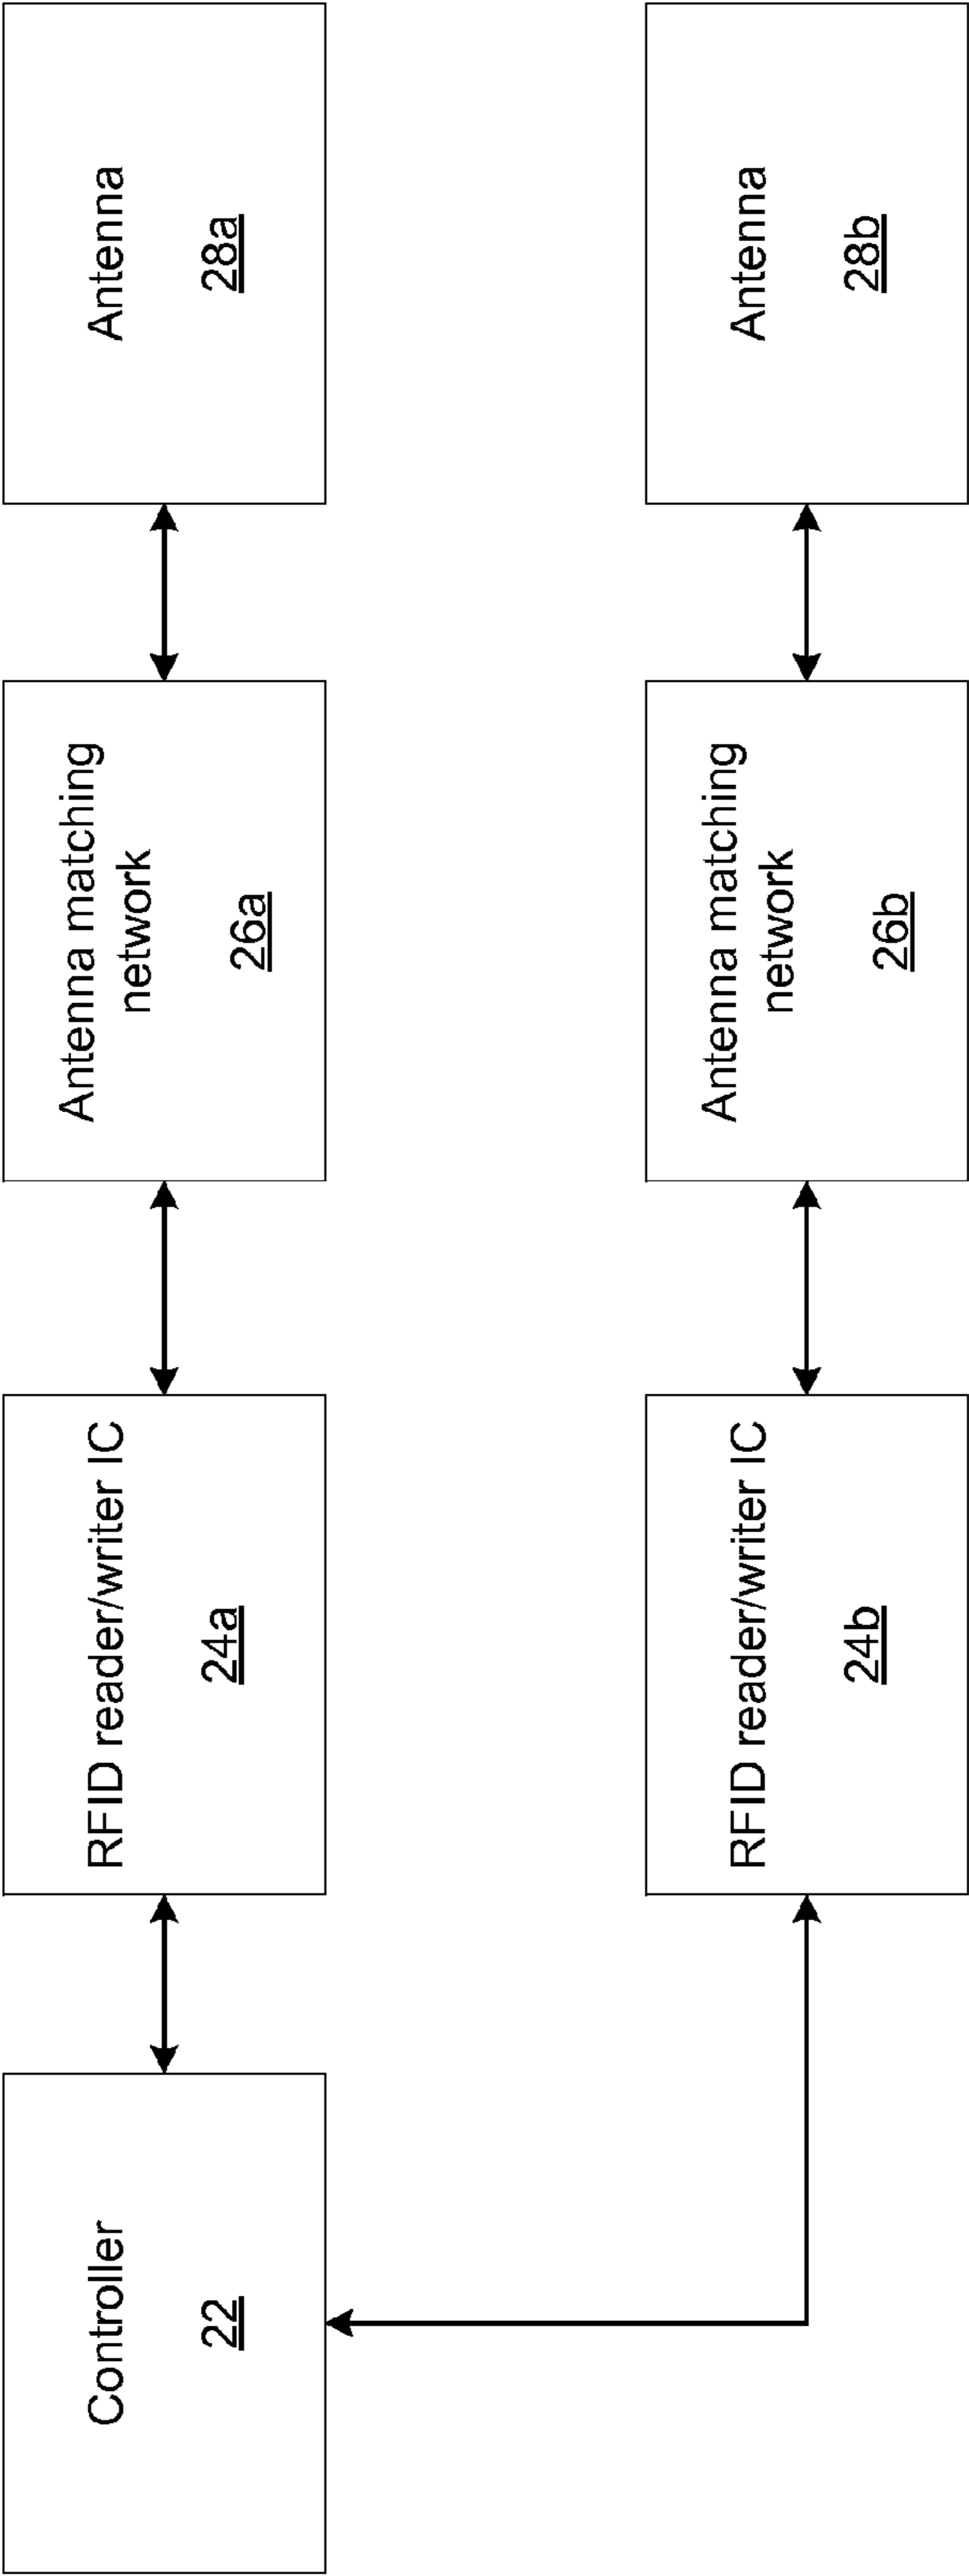 Controller
22
RFID reader/writer IC
24a
Antenna matching
network
26a
Antenna
28a
RFID reader/writer IC
24b
Antenna matching
network
26b
Antenna
28b